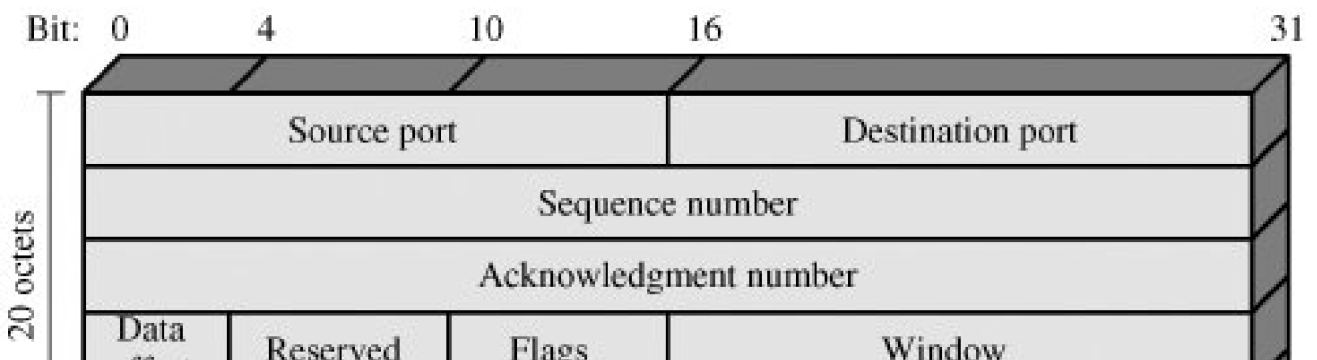 Bit: 0 4 10 16 31
Source port Destination port
Sequence number
Acknowledgment number
20 octets
Data
Reserved Flags Window